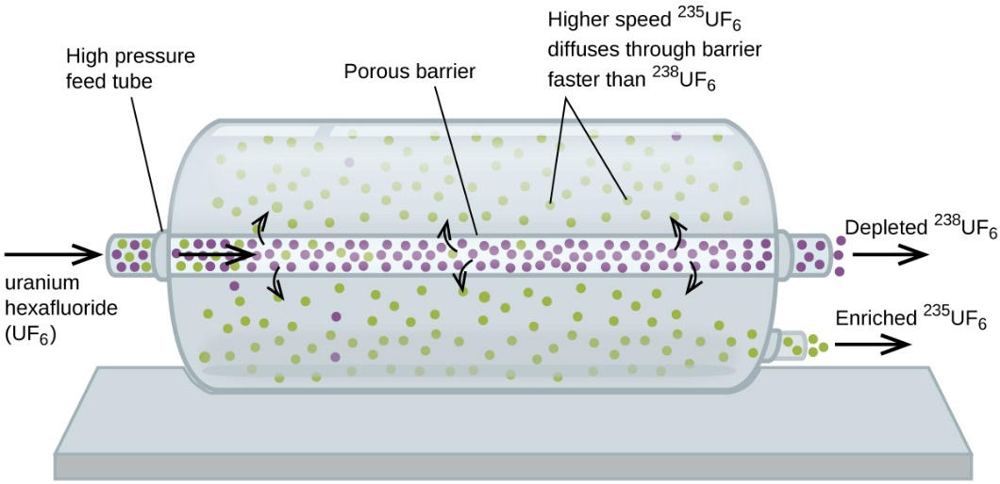 High pressure
feed tube
Porous barrier
Higher speed ²³⁵UF₆
diffuses through barrier
faster than ²³⁸UF₆
uranium
hexafluoride
(UF₆)
Depleted ²³⁸UF₆
Enriched ²³⁵UF₆